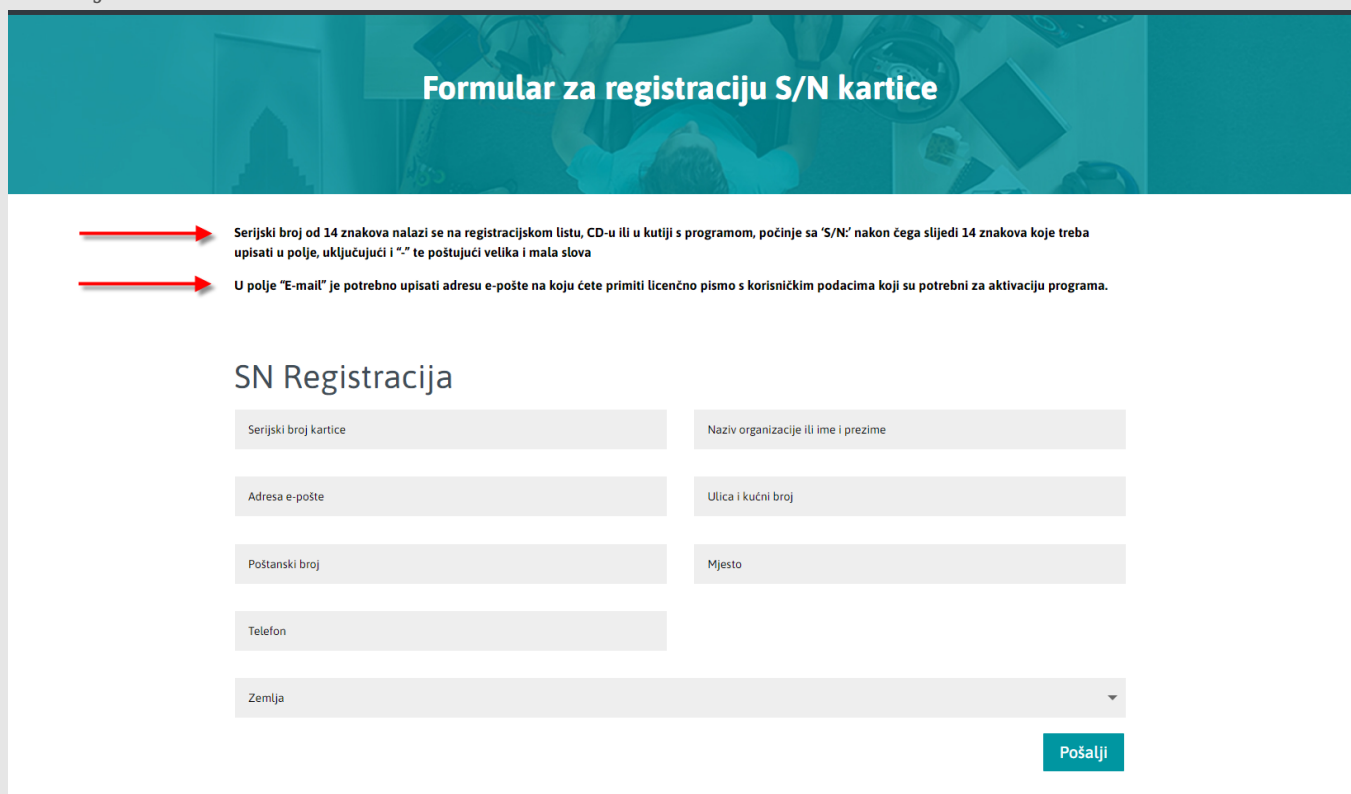 Formular za registraciju S/N kartice
Serijski broj od 14 znakova nalazi se na registracijskom listu, CD-u ili u kutiji s programom, počinje sa ‘S/N:’ nakon čega slijedi 14 znakova koje treba
upisati u polje, uključujući i “-” te poštujući velika i mala slova
U polje “E-mail” je potrebno upisati adresu e-pošte na koju ćete primiti licenčno pismo s korisničkim podacima koji su potrebni za aktivaciju programa.
SN Registracija
Serijski broj kartice
Naziv organizacije ili ime i prezime
Adresa e-pošte
Ulica i kućni broj
Poštanski broj
Mjesto
Telefon
Zemlja
Pošalji